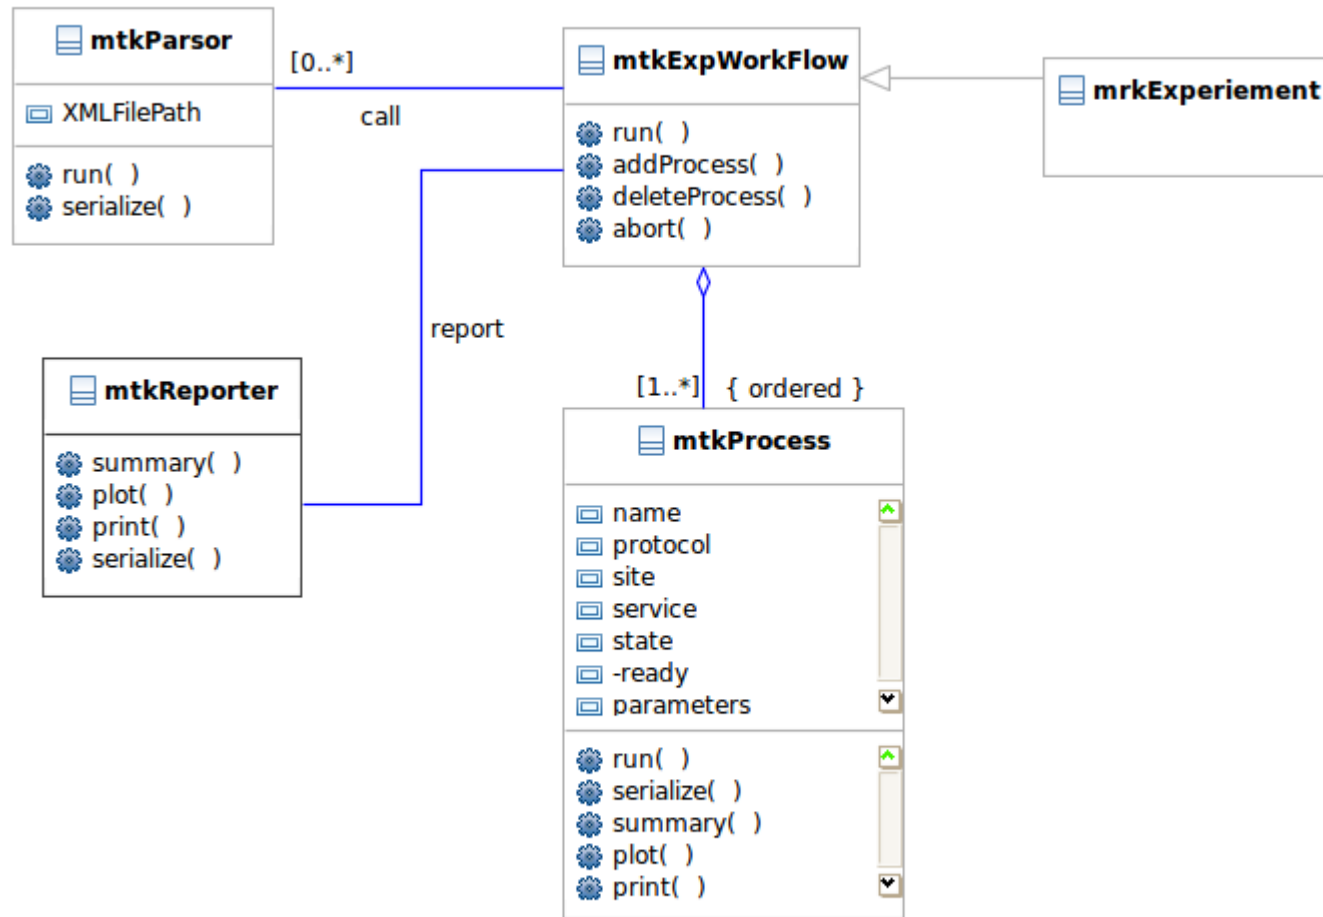 mtkParsor
XMLFilePath
run( )
serialize( )
[0..*]
call
mtkExpWorkFlow
run( )
addProcess( )
deleteProcess( )
abort( )
mrkExperiement
report
mtkReporter
summary( )
plot( )
print( )
serialize( )
[1..*] { ordered }
mtkProcess
name
protocol
site
service
state
-ready
parameters
run( )
serialize( )
summary( )
plot( )
print( )